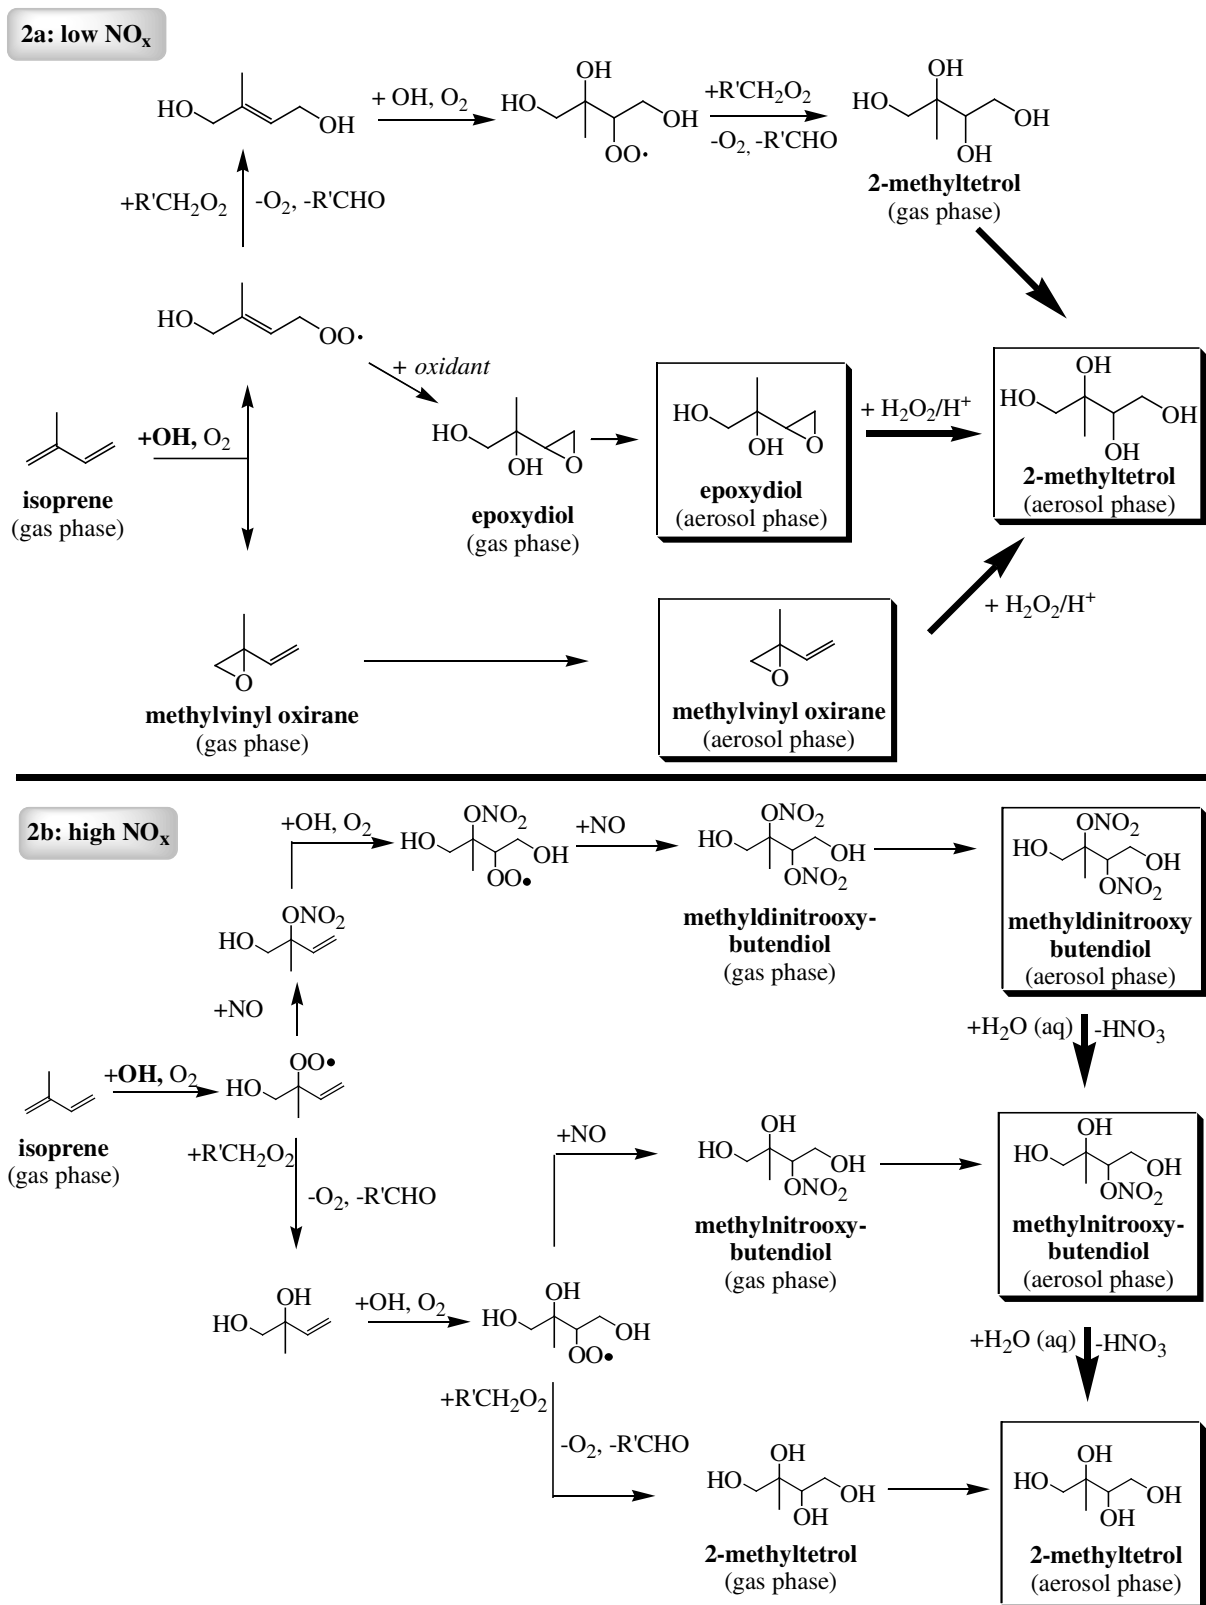 2a: low NOₓ
HO
OH
+ OH, O₂
OH
HO
OH
OO·
+R'CH₂O₂
-O₂, -R'CHO
OH
HO
OH
OH
2-methyltetrol
(gas phase)
+R'CH₂O₂
-O₂, -R'CHO
HO
OO·
+ oxidant
isoprene
(gas phase)
+OH, O₂
HO
OH
O
epoxydiol
(gas phase)
HO
OH
O
epoxydiol
(aerosol phase)
+ H₂O₂/H⁺
OH
HO
OH
OH
2-methyltetrol
(aerosol phase)
O
methylvinyl oxirane
(gas phase)
O
methylvinyl oxirane
(aerosol phase)
+ H₂O₂/H⁺
2b: high NOₓ
+OH, O₂
ONO₂
HO
OH
OO•
+NO
ONO₂
HO
OH
ONO₂
methyldinitrooxy-
butendiol
(gas phase)
ONO₂
HO
OH
ONO₂
methyldinitrooxy
butendiol
(aerosol phase)
ONO₂
HO
+NO
+H₂O (aq)
-HNO₃
isoprene
(gas phase)
+OH, O₂
OO•
HO
+R'CH₂O₂
-O₂, -R'CHO
+NO
OH
HO
OH
ONO₂
methylnitrooxy-
butendiol
(gas phase)
OH
HO
OH
ONO₂
methylnitrooxy-
butendiol
(aerosol phase)
OH
HO
+OH, O₂
OH
HO
OH
OO•
+H₂O (aq)
-HNO₃
+R'CH₂O₂
-O₂, -R'CHO
OH
HO
OH
OH
2-methyltetrol
(gas phase)
OH
HO
OH
OH
2-methyltetrol
(aerosol phase)